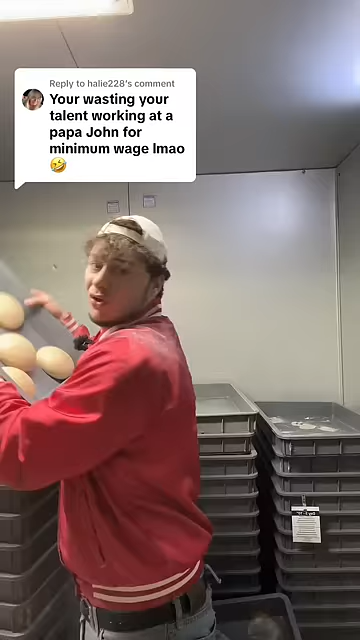 Reply to halie228's comment
Your wasting your
talent working at a
papa John for
minimum wage lmao
🤣